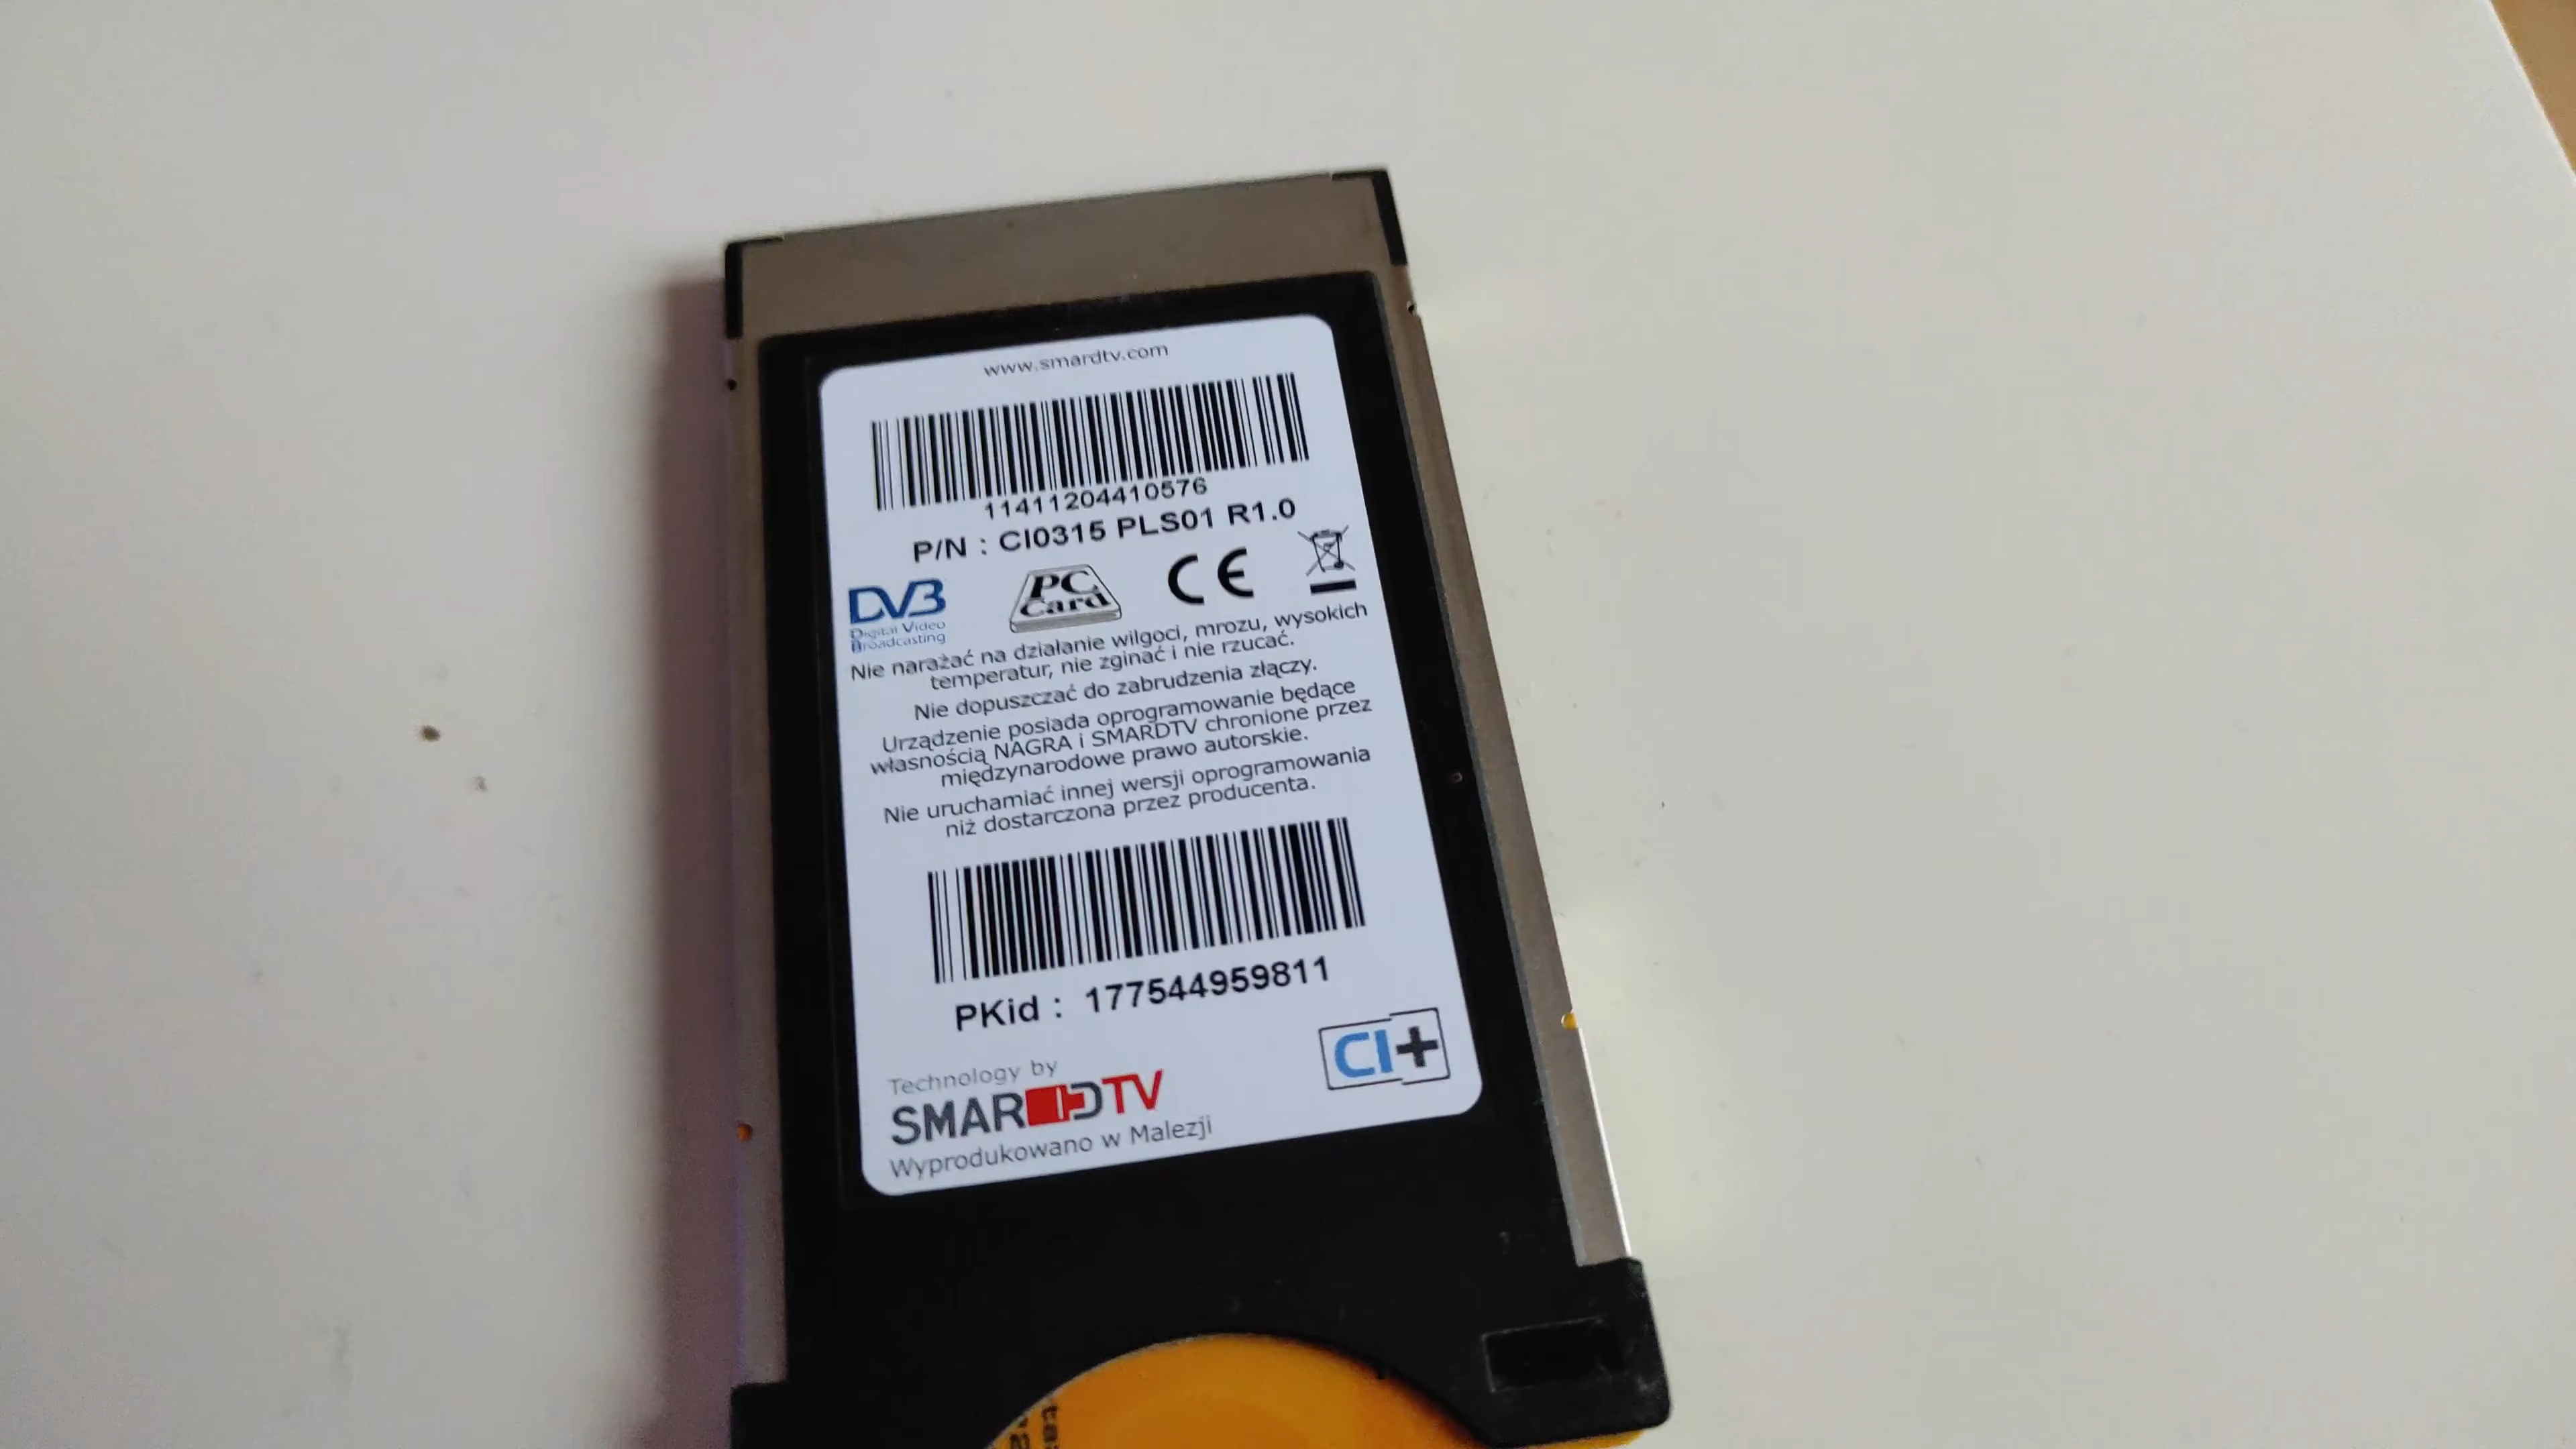 www.smardtv.com
11411204410576
P/N : CI0315 PLS01 R1.0
DVB
Digital Video
Broadcasting
PC
Card
CE
Nie narażać na działanie wilgoci, mrozu, wysokich
temperatur, nie zginać i nie rzucać.
Nie dopuszczać do zabrudzenia złączy.
Urządzenie posiada oprogramowanie będące
własnością NAGRA i SMARDTV chronione przez
międzynarodowe prawo autorskie.
Nie uruchamiać innej wersji oprogramowania
niż dostarczona przez producenta.
PKid : 177544959811
CI+
Technology by
SMARDTV
Wyprodukowano w Malezji